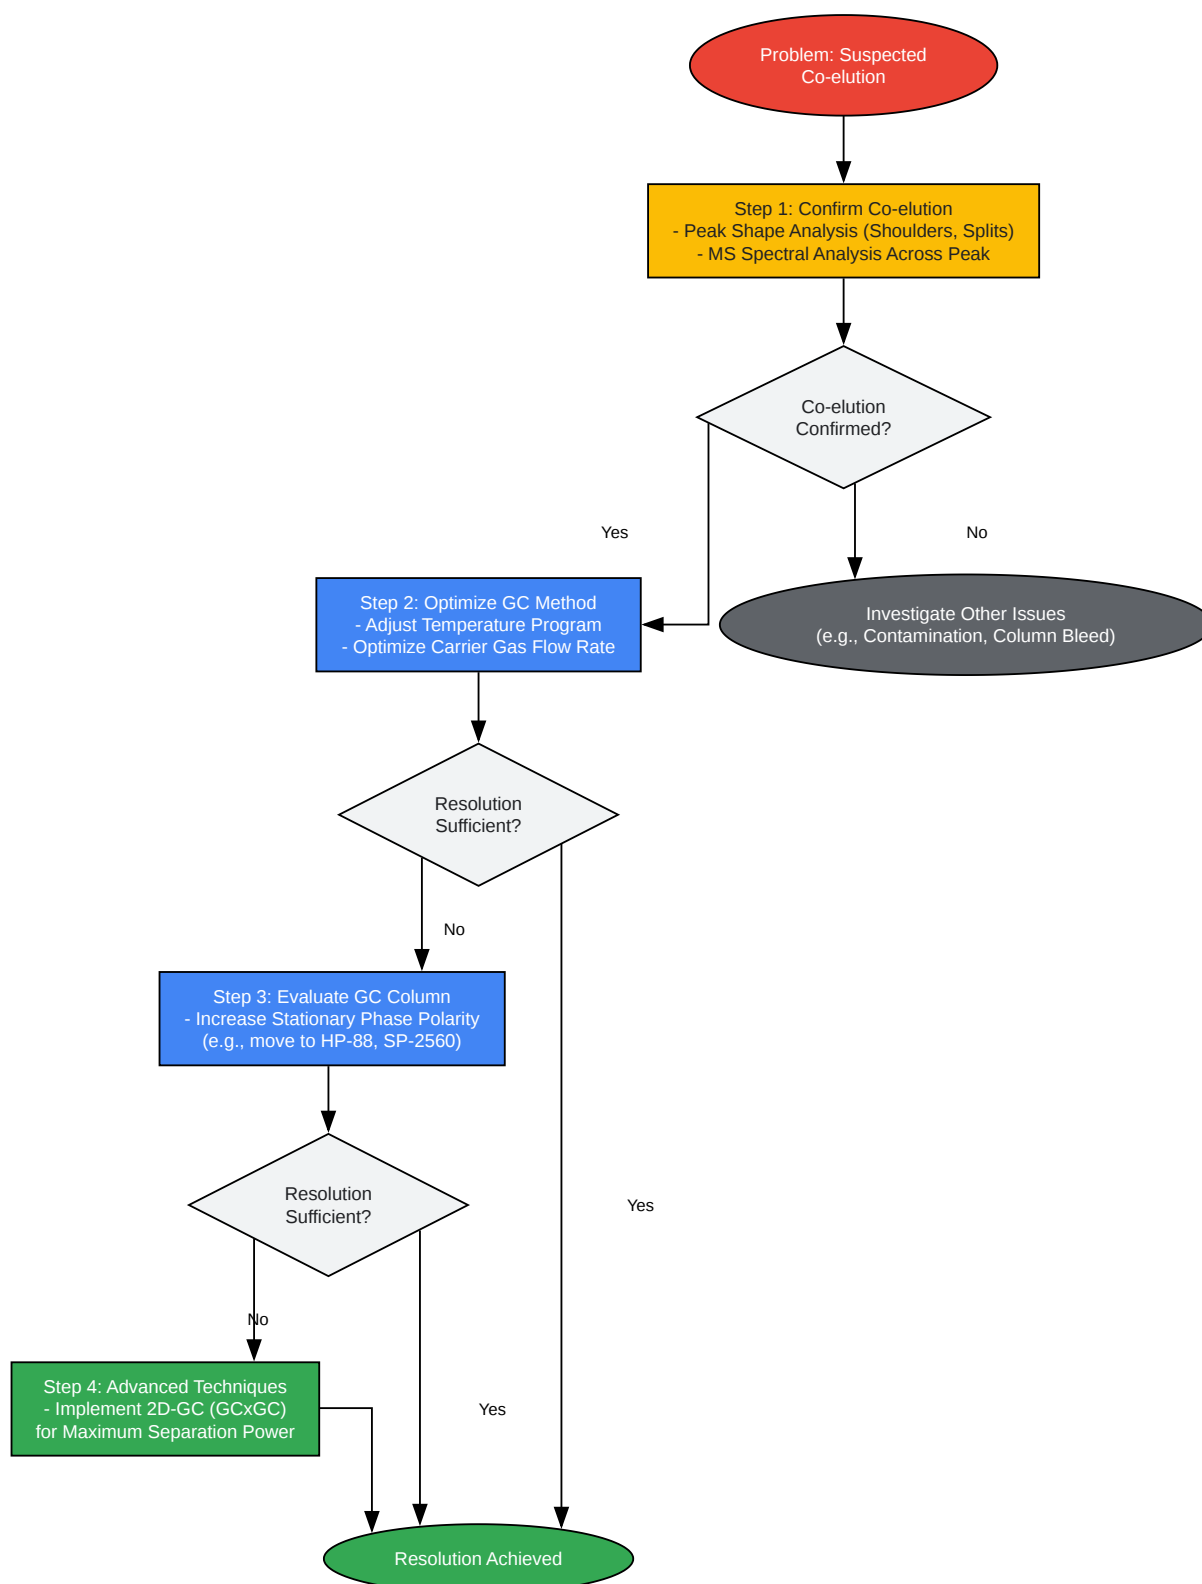 Problem: Suspected
Co-elution
Step 1: Confirm Co-elution
- Peak Shape Analysis (Shoulders, Splits)
- MS Spectral Analysis Across Peak
Co-elution
Confirmed?
Yes
No
Step 2: Optimize GC Method
- Adjust Temperature Program
- Optimize Carrier Gas Flow Rate
Investigate Other Issues
(e.g., Contamination, Column Bleed)
Resolution
Sufficient?
No
Yes
Step 3: Evaluate GC Column
- Increase Stationary Phase Polarity
(e.g., move to HP-88, SP-2560)
Resolution
Sufficient?
No
Yes
Step 4: Advanced Techniques
- Implement 2D-GC (GCxGC)
for Maximum Separation Power
Resolution Achieved